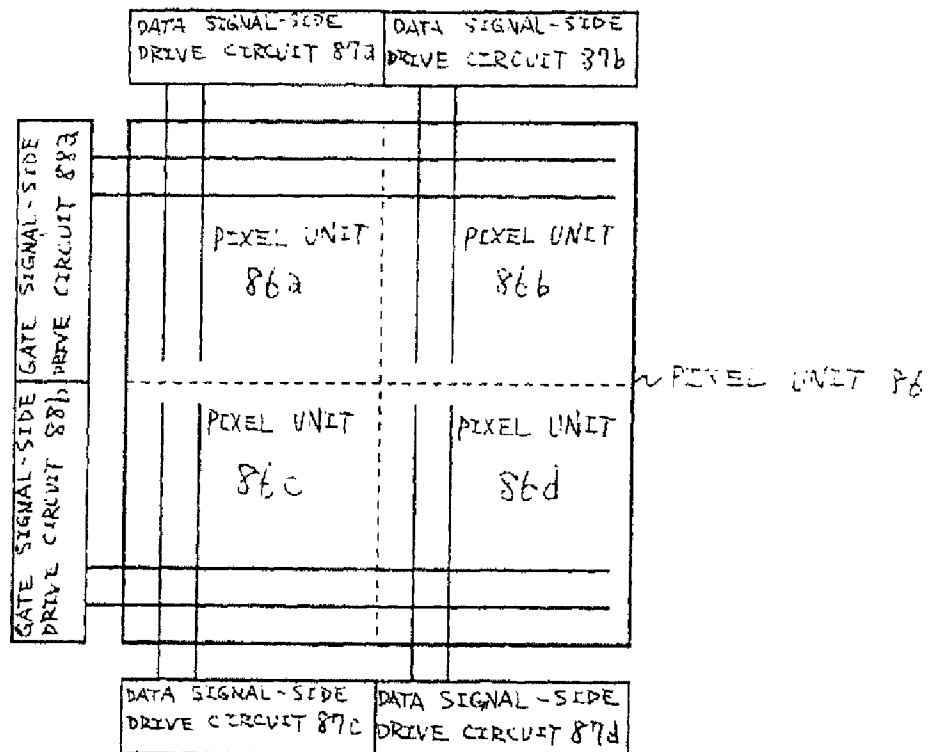 DATA SIGNAL-SIDE
DRIVE CIRCUIT 87a
DATA SIGNAL-SIDE
DRIVE CIRCUIT 37b
GATE SIGNAL-SIDE
DRIVE CIRCUIT 88a
PIXEL UNIT
86a
PIXEL UNIT
86b
PIXEL UNIT 86
GATE SIGNAL-SIDE
DRIVE CIRCUIT 88b
PIXEL UNIT
86c
PIXEL UNIT
86d
DATA SIGNAL-SIDE
DRIVE CIRCUIT 87c
DATA SIGNAL-SIDE
DRIVE CIRCUIT 87d